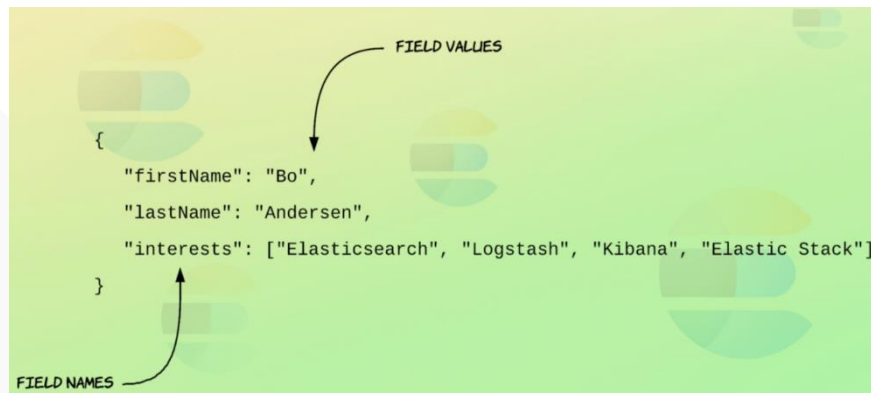 FIELD VALUES
{
"firstName": "Bo",
"lastName": "Andersen",
"interests": ["Elasticsearch", "Logstash", "Kibana", "Elastic Stack"]
}
FIELD NAMES